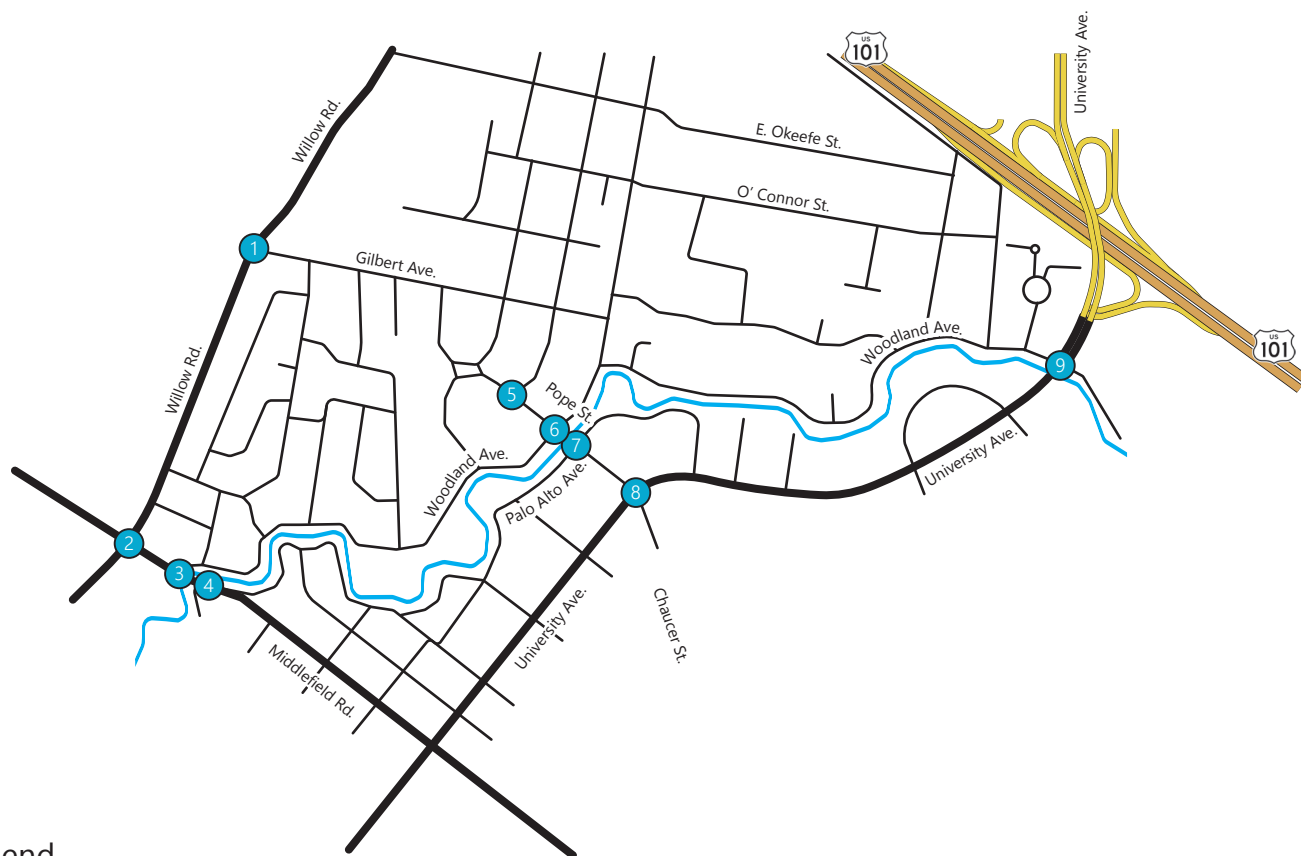 US
101
University Ave.
Willow Rd.
E. Okeefe St.
O' Connor St.
1
Gilbert Ave.
Woodland Ave.
US
101
Willow Rd.
9
5
Pope St.
6
7
University Ave.
Woodland Ave.
Palo Alto Ave.
8
2
3
4
University Ave.
Chaucer St.
Middlefield Rd.
end